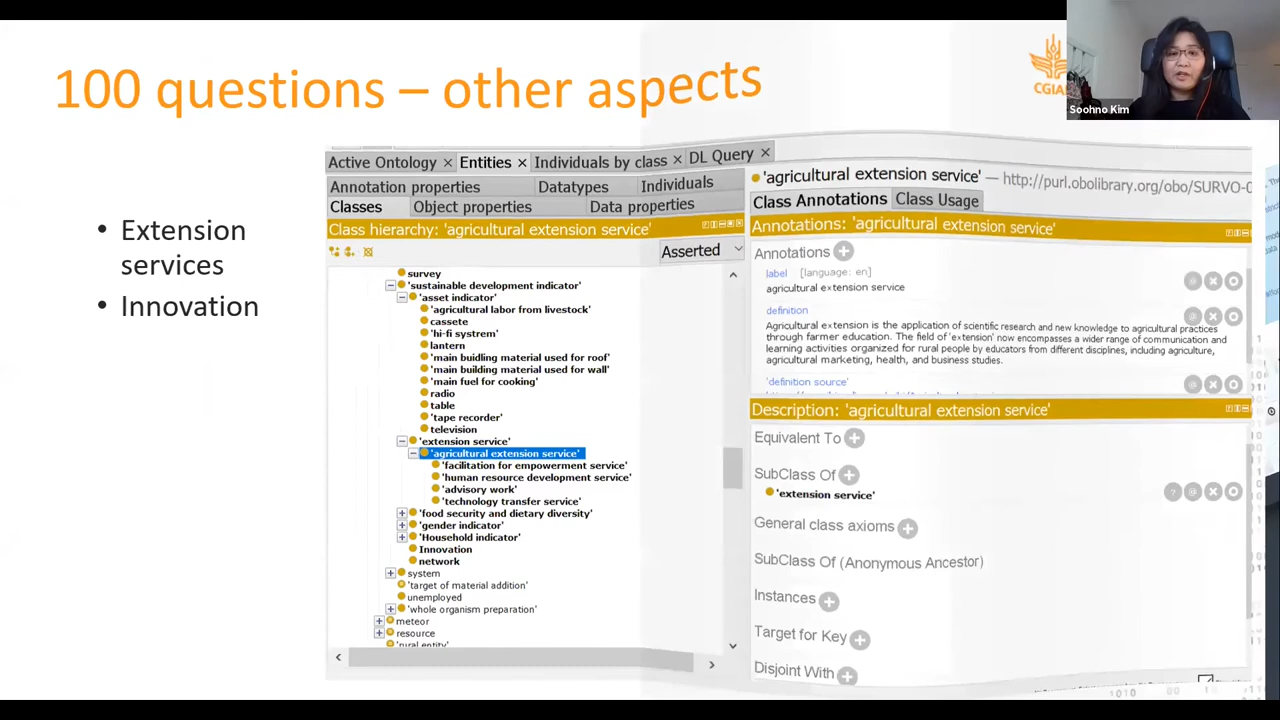 100 questions – other aspects
CGIAR
Soohno Kim
• Extension services
• Innovation
Active Ontology × Entities × Individuals by class × DL Query ×
Annotation properties Datatypes Individuals
Classes Object properties Data properties
Class hierarchy: 'agricultural extension service'
Asserted
survey
'sustainable development indicator'
'asset indicator'
'agricultural labor from livestock'
cassete
'hi-fi systrem'
lantern
'main buidling material used for roof'
'main building material used for wall'
'main fuel for cooking'
radio
table
'tape recorder'
television
'extension service'
'agricultural extension service'
'facilitation for empowerment service'
'human resource development service'
'advisory work'
'technology transfer service'
'food security and dietary diversity'
'gender indicator'
'Household indicator'
Innovation
network
system
'target of material addition'
unemployed
'whole organism preparation'
meteor
resource
'rural entity'
'agricultural extension service' — http://purl.obolibrary.org/obo/SURVO-0
Class Annotations Class Usage
Annotations: 'agricultural extension service'
Annotations
label [language: en]
agricultural extension service
definition
Agricultural extension is the application of scientific research and new knowledge to agricultural practices
through farmer education. The field of 'extension' now encompasses a wider range of communication and
learning activities organized for rural people by educators from different disciplines, including agriculture,
agricultural marketing, health, and business studies.
'definition source'
Description: 'agricultural extension service'
Equivalent To
SubClass Of
'extension service'
General class axioms
SubClass Of (Anonymous Ancestor)
Instances
Target for Key
Disjoint With